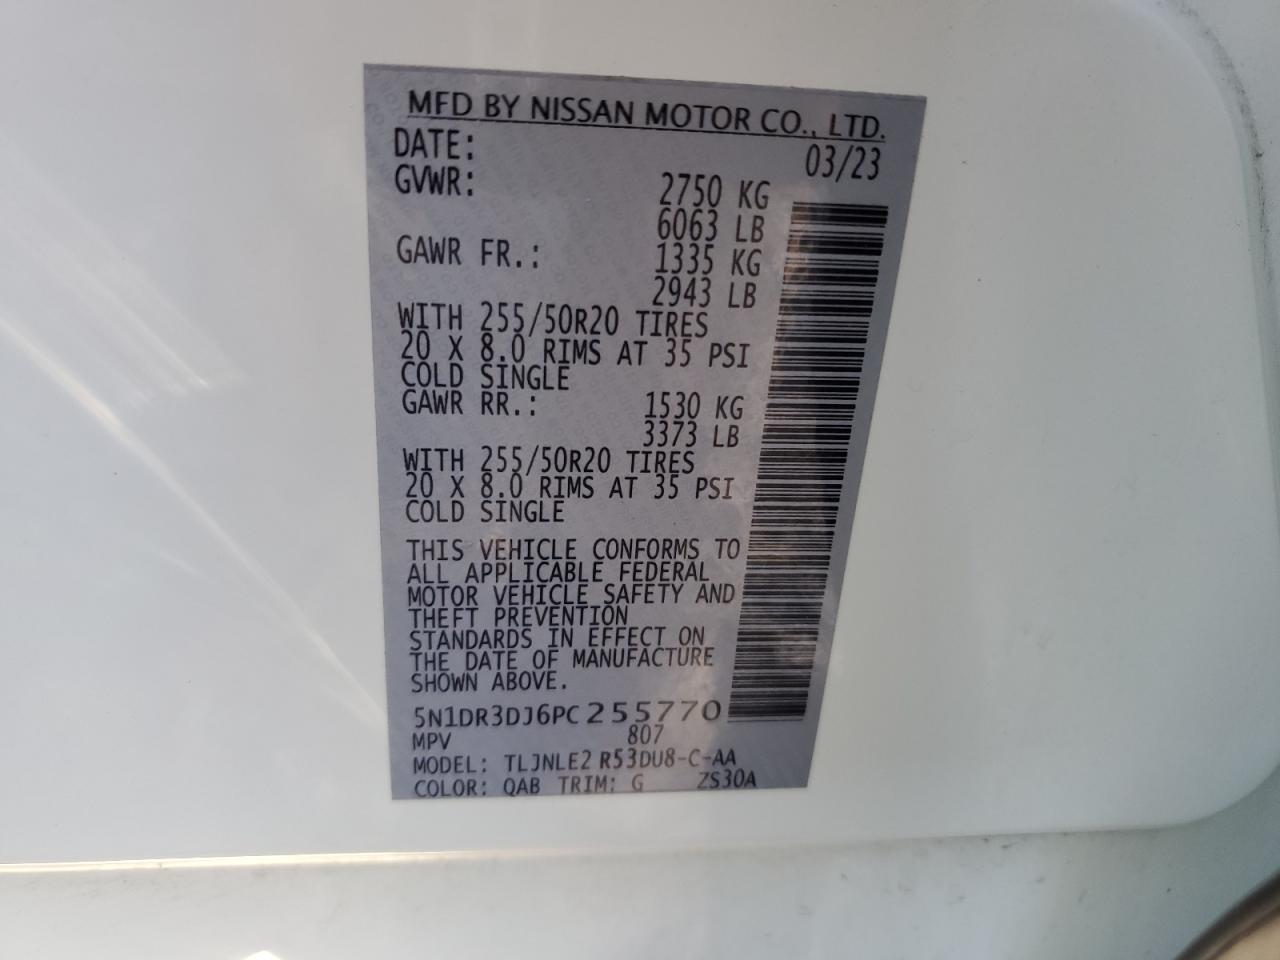 MFD BY NISSAN MOTOR CO., LTD.
DATE: 03/23
GVWR: 2750 KG
6063 LB
GAWR FR.: 1335 KG
2943 LB
WITH 255/50R20 TIRES
20 X 8.0 RIMS AT 35 PSI
COLD SINGLE
GAWR RR.: 1530 KG
3373 LB
WITH 255/50R20 TIRES
20 X 8.0 RIMS AT 35 PSI
COLD SINGLE
THIS VEHICLE CONFORMS TO
ALL APPLICABLE FEDERAL
MOTOR VEHICLE SAFETY AND
THEFT PREVENTION
STANDARDS IN EFFECT ON
THE DATE OF MANUFACTURE
SHOWN ABOVE.
5N1DR3DJ6PC255770
MPV 807
MODEL: TLJNLE2 R53DU8-C-AA
COLOR: QAB TRIM: G ZS30A